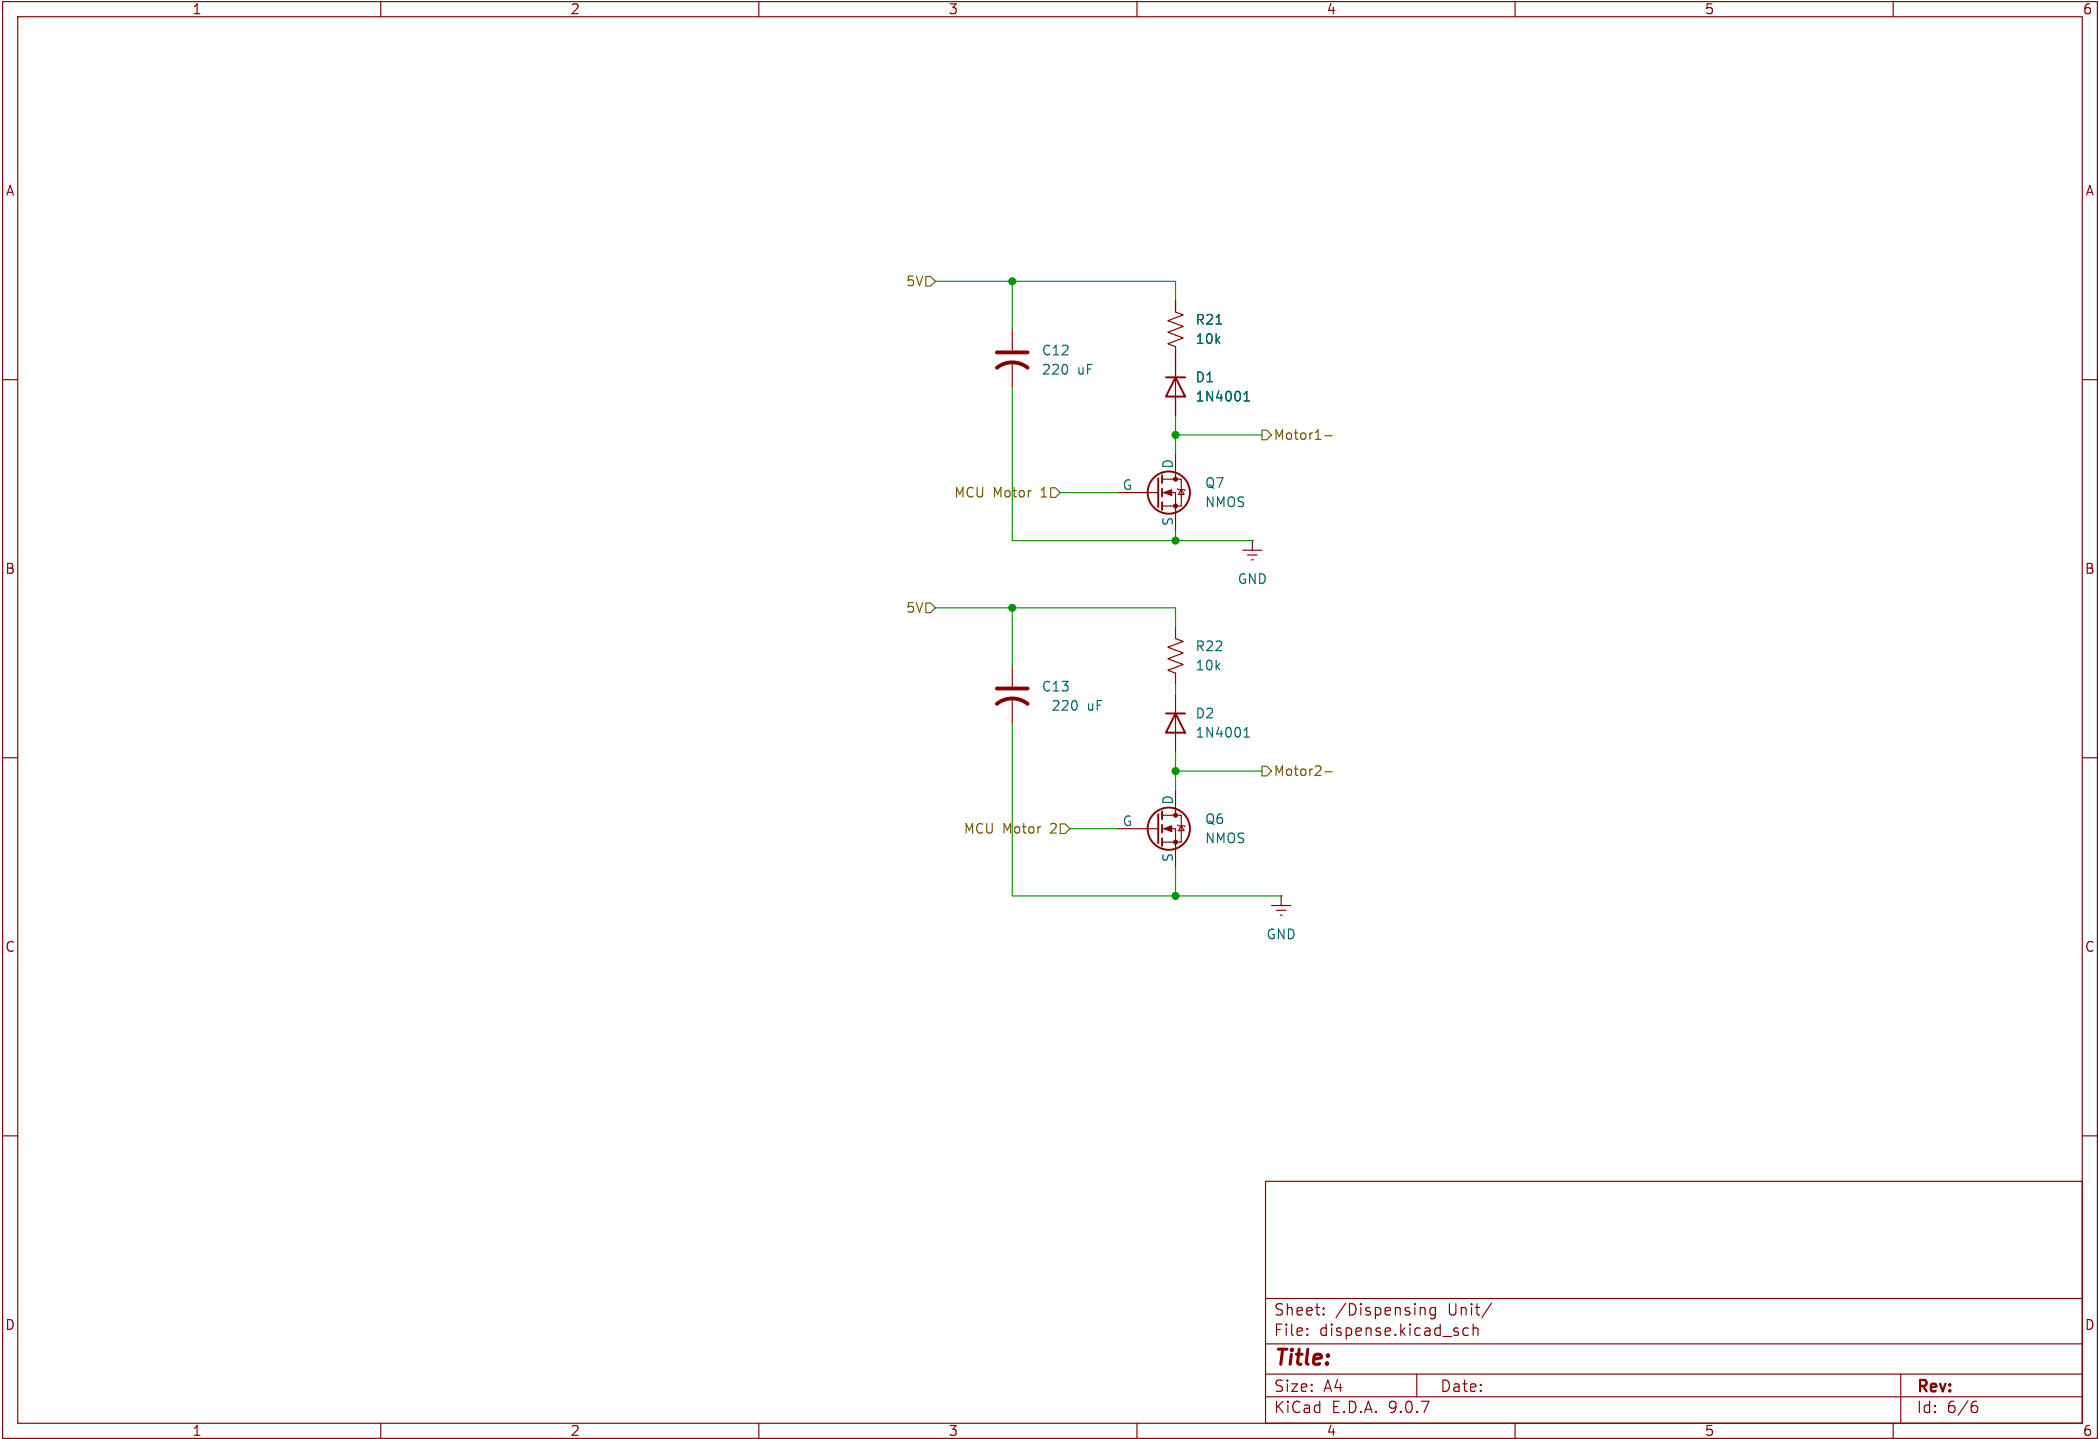 1 2 3 4 5 6
A A
5V
R21
10k
C12
220 uF
D1
1N4001
Motor1-
D
G
Q7
MCU Motor 1
NMOS
S
B B
GND
5V
R22
10k
C13
220 uF
D2
1N4001
Motor2-
D
G
Q6
MCU Motor 2
NMOS
S
GND
C C
Sheet: /Dispensing Unit/
D D
File: dispense.kicad_sch
Title:
Size: A4 Date: Rev:
KiCad E.D.A. 9.0.7 Id: 6/6
1 2 3 4 5 6